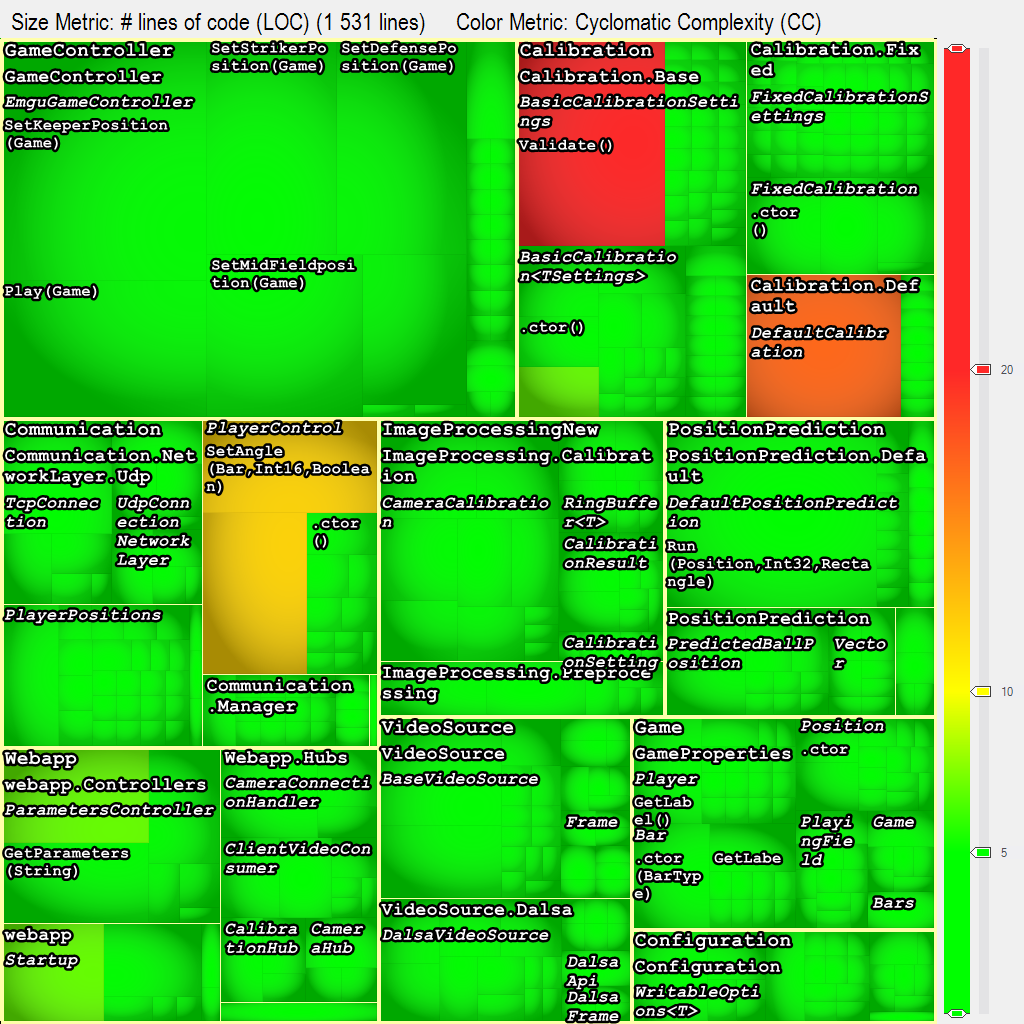 Size Metric: # lines of code (LOC) (1 531 lines)
Color Metric: Cyclomatic Complexity (CC)
GameController
GameController
EmguGameController
SetKeeperPosition
(Game)
SetStrikerPo
sition(Game)
SetDefensePo
sition(Game)
Play(Game)
SetMidFieldposi
tion(Game)
Calibration
Calibration.Base
BasicCalibrationSetti
ngs
Validate()
BasicCalibratio
n<TSettings>
.ctor()
Calibration.Fix
ed
FixedCalibrationS
ettings
FixedCalibration
.ctor
()
Calibration.Def
ault
DefaultCalibr
ation
20
10
5
Communication
Communication.Net
workLayer.Udp
TcpConnec
tion
UdpConn
ection
Network
Layer
PlayerPositions
PlayerControl
SetAngle
(Bar,Int16,Boolea
n)
.ctor
()
Communication
.Manager
ImageProcessingNew
ImageProcessing.Calibrat
ion
CameraCalibratio
n
RingBuffe
r<T>
Calibrati
onResult
Calibrati
onSetting
ImageProcessing.Preproce
ssing
PositionPrediction
PositionPrediction.Defa
ult
DefaultPositionPredict
ion
Run
(Position,Int32,Recta
ngle)
PositionPrediction
PredictedBallP
osition
Vecto
r
Webapp
webapp.Controllers
ParametersController
GetParameters
(String)
webapp
Startup
Webapp.Hubs
CameraConnecti
onHandler
ClientVideoCon
sumer
Calibra
tionHub
Camer
aHub
VideoSource
VideoSource
BaseVideoSource
Frame
VideoSource.Dalsa
DalsaVideoSource
Dalsa
Api
Dalsa
Frame
Game
GameProperties
Player
GetLab
el()
Bar
.ctor
(BarTyp
e)
GetLabe
Position
.ctor
Playi
ngFie
ld
Game
Bars
Configuration
Configuration
WritableOpti
ons<T>